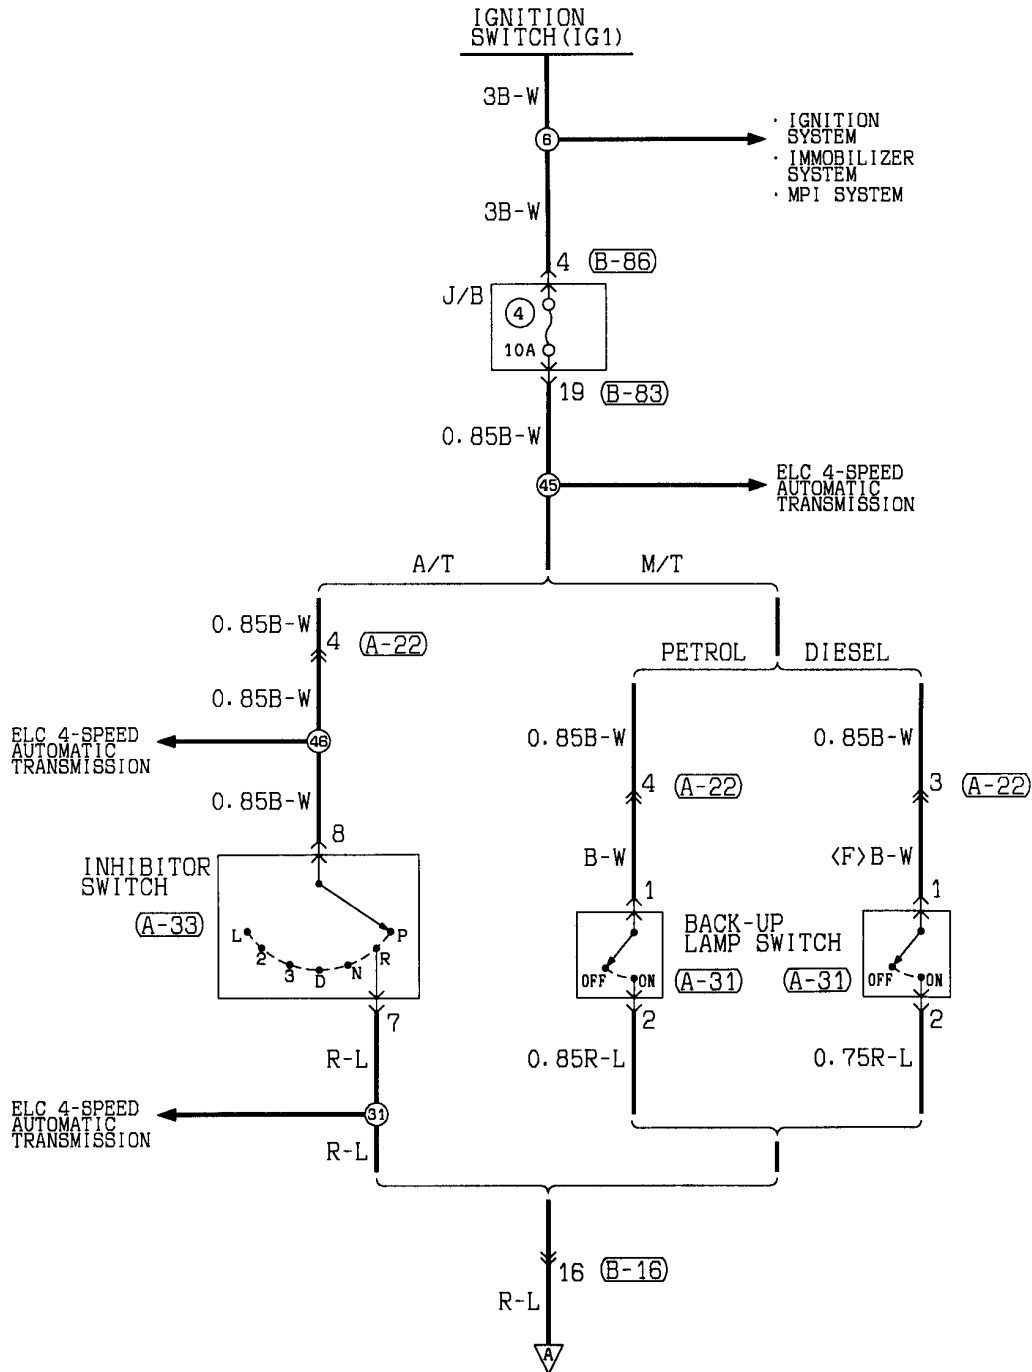 IGNITION
SWITCH(IG1)
3B-W
6
· IGNITION
SYSTEM
· IMMOBILIZER
SYSTEM
· MPI SYSTEM
3B-W
4 B-86
J/B
4
10A
19 B-83
0.85B-W
45
ELC 4-SPEED
AUTOMATIC
TRANSMISSION
A/T M/T
0.85B-W
4 A-22
PETROL DIESEL
0.85B-W
0.85B-W
0.85B-W
ELC 4-SPEED
AUTOMATIC
TRANSMISSION
46
4 A-22
3 A-22
0.85B-W
8
B-W
<F>B-W
INHIBITOR
SWITCH
A-33
L 2 3 D N R P
1
1
BACK-UP
LAMP SWITCH
OFF ON
A-31
A-31
OFF ON
7
2
2
R-L
0.85R-L
0.75R-L
ELC 4-SPEED
AUTOMATIC
TRANSMISSION
31
R-L
16 B-16
R-L
A